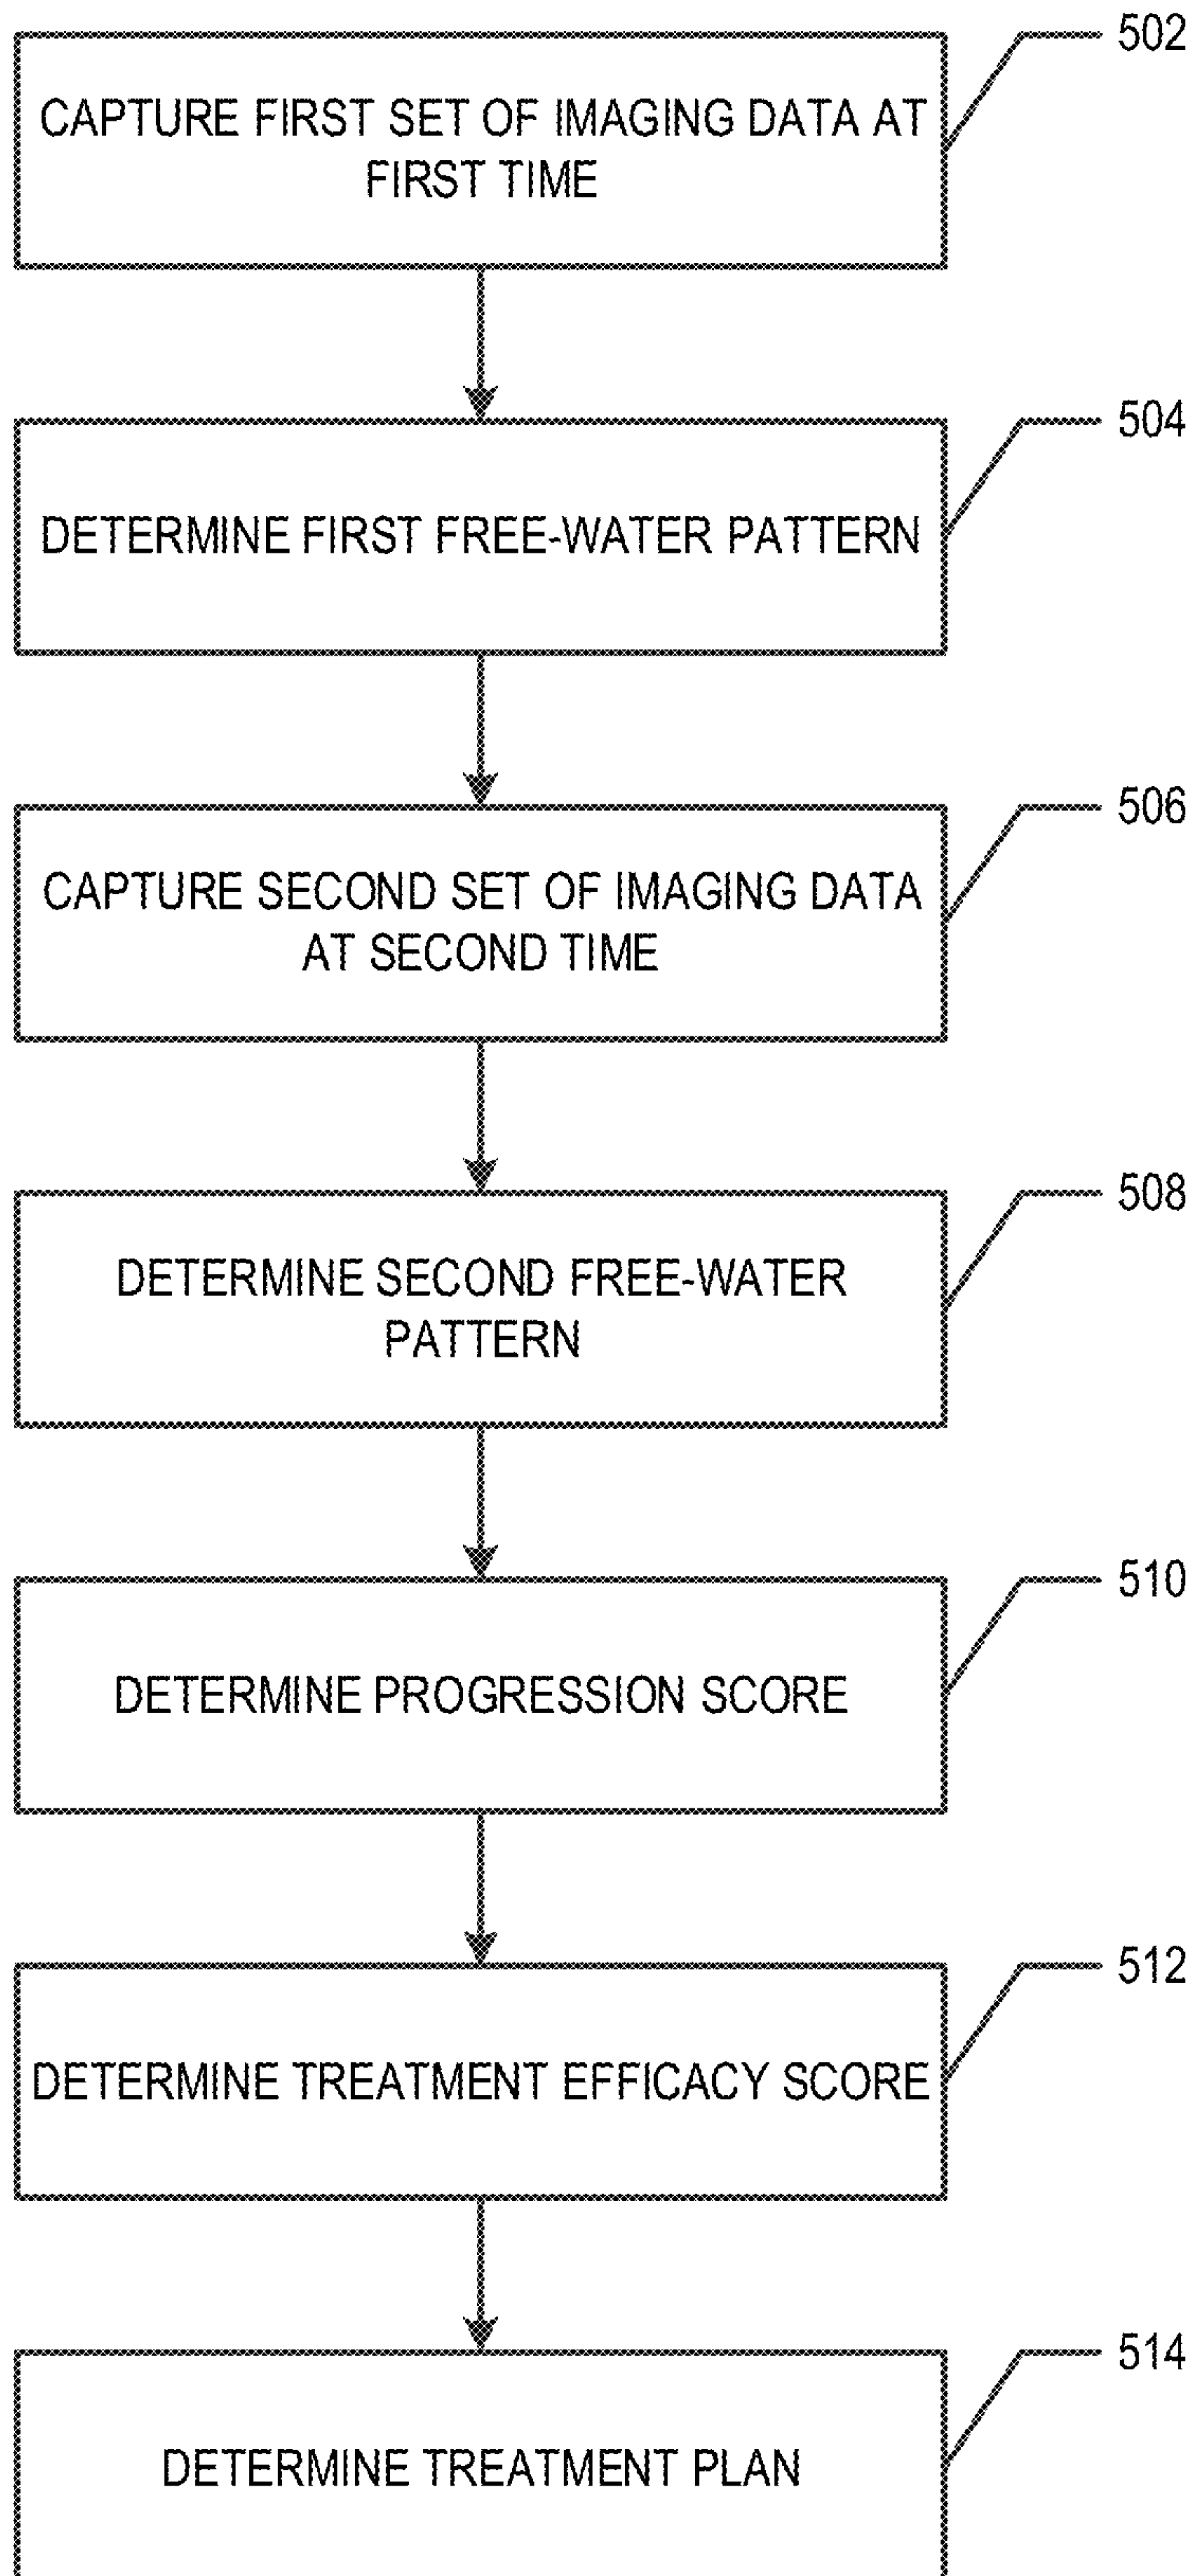 502
CAPTURE FIRST SET OF IMAGING DATA AT
FIRST TIME
504
DETERMINE FIRST FREE-WATER PATTERN
506
CAPTURE SECOND SET OF IMAGING DATA
AT SECOND TIME
508
DETERMINE SECOND FREE-WATER
PATTERN
510
DETERMINE PROGRESSION SCORE
512
DETERMINE TREATMENT EFFICACY SCORE
514
DETERMINE TREATMENT PLAN